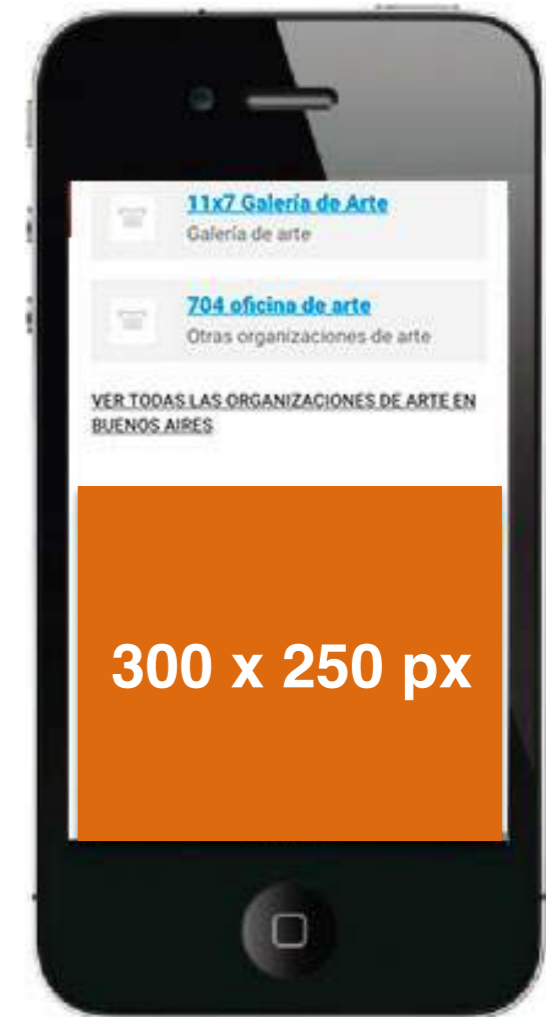 11x7 Galería de Arte
Galería de arte
704 oficina de arte
Otras organizaciones de arte
VER TODAS LAS ORGANIZACIONES DE ARTE EN
BUENOS AIRES
300 x 250 px